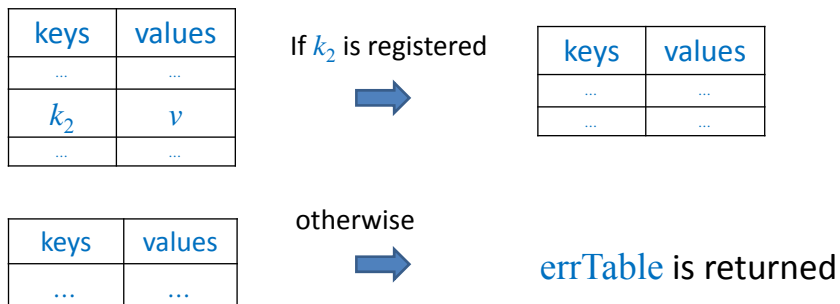 keys values
... ...
k₂ v
... ...
If k₂ is registered
keys values
... ...
... ...
keys values
... ...
otherwise
errTable is returned